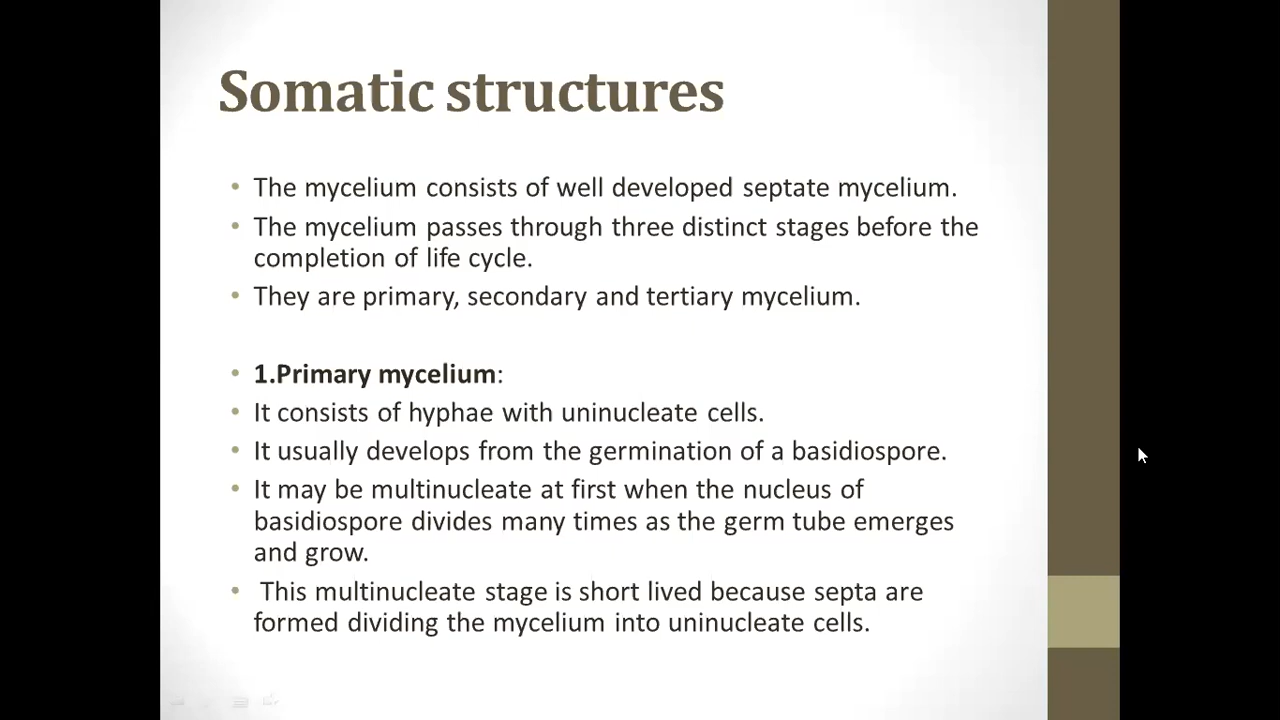 Somatic structures
• The mycelium consists of well developed septate mycelium.
• The mycelium passes through three distinct stages before the
completion of life cycle.
• They are primary, secondary and tertiary mycelium.
• 1.Primary mycelium:
• It consists of hyphae with uninucleate cells.
• It usually develops from the germination of a basidiospore.
• It may be multinucleate at first when the nucleus of
basidiospore divides many times as the germ tube emerges
and grow.
• This multinucleate stage is short lived because septa are
formed dividing the mycelium into uninucleate cells.